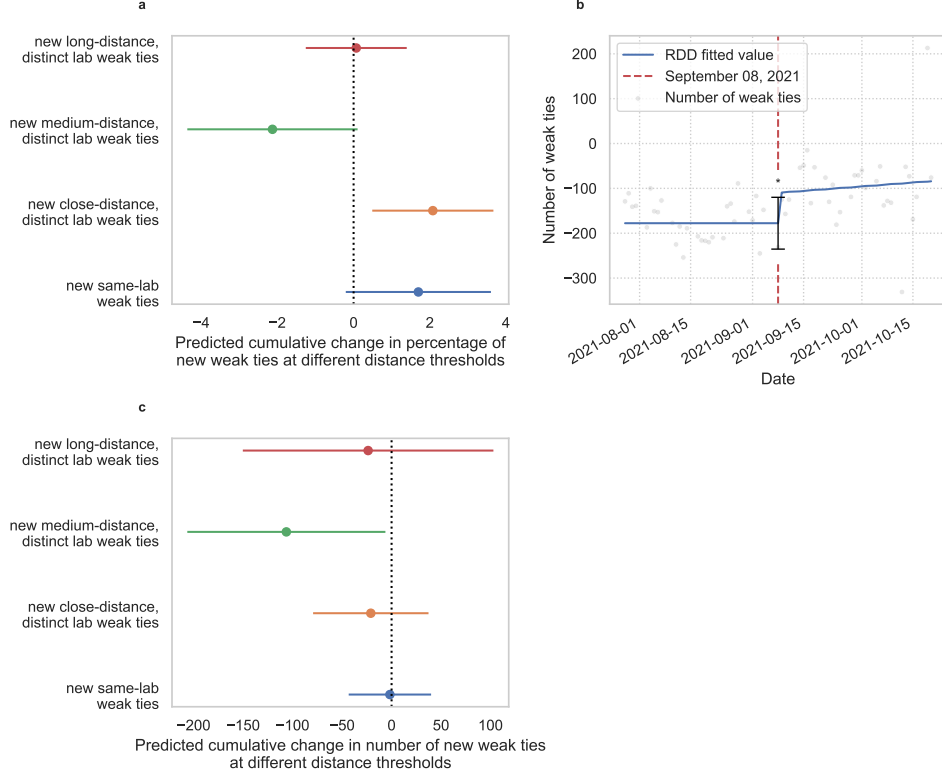 a
new long-distance,
distinct lab weak ties
new medium-distance,
distinct lab weak ties
new close-distance,
distinct lab weak ties
new same-lab
weak ties
−4 −2 0 2 4
Predicted cumulative change in percentage of
new weak ties at different distance thresholds
b
Number of weak ties
200
100
0
−100
−200
−300
RDD fitted value
September 08, 2021
Number of weak ties
*
2021-08-01 2021-08-15 2021-09-01 2021-09-15 2021-10-01 2021-10-15
Date
c
new long-distance,
distinct lab weak ties
new medium-distance,
distinct lab weak ties
new close-distance,
distinct lab weak ties
new same-lab
weak ties
−200 −150 −100 −50 0 50 100
Predicted cumulative change in number of new weak ties
at different distance thresholds